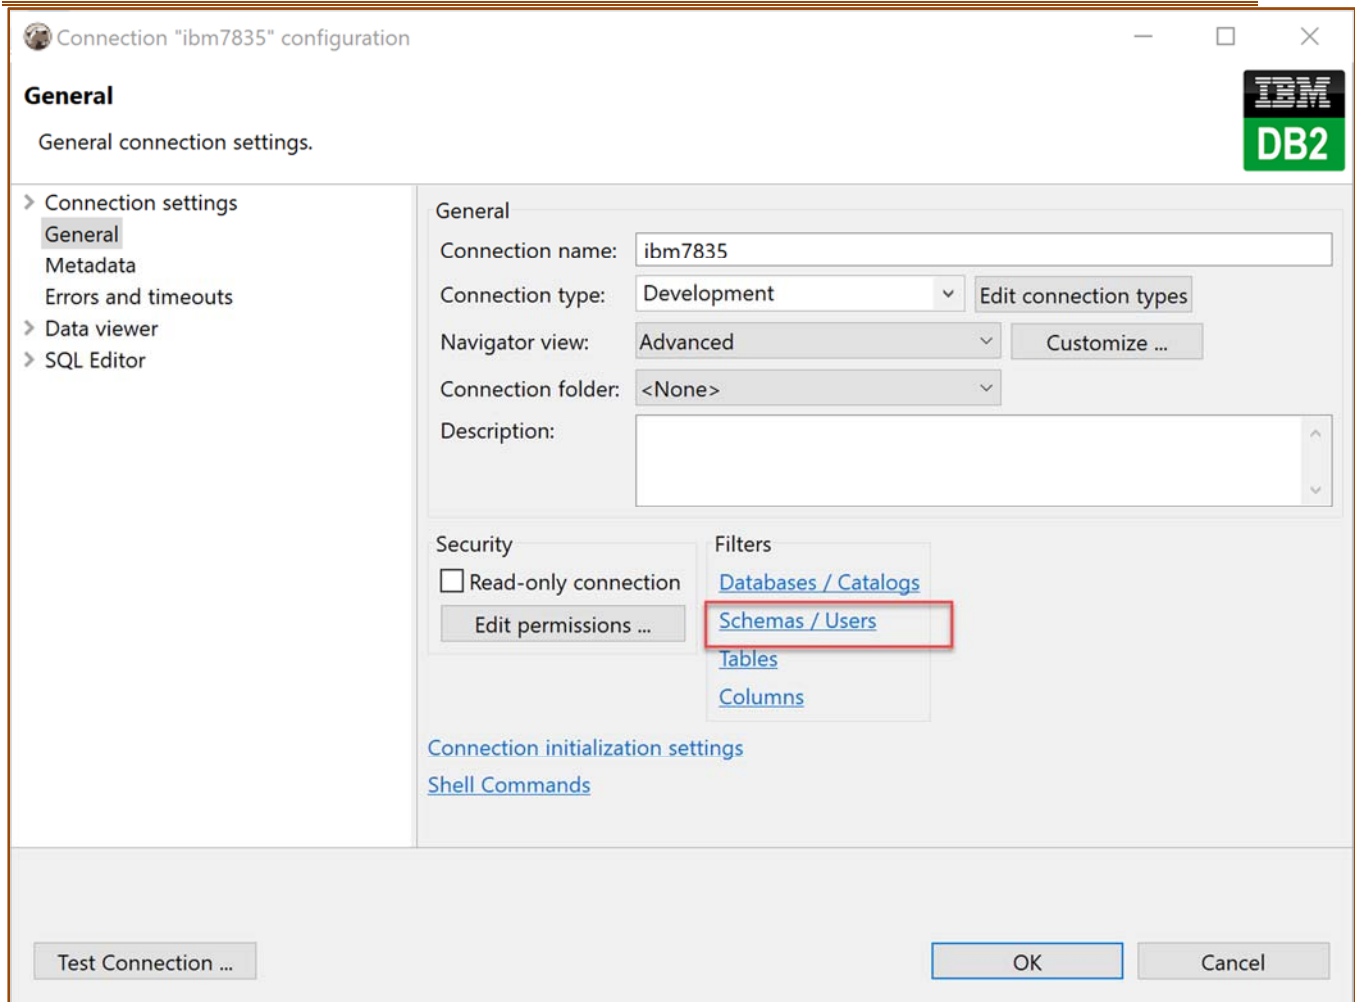 Connection "ibm7835" configuration
General
General connection settings.
IBM
DB2
Connection settings
General
Metadata
Errors and timeouts
Data viewer
SQL Editor
General
Connection name: ibm7835
Connection type: Development Edit connection types
Navigator view: Advanced Customize ...
Connection folder: <None>
Description:
Security
Read-only connection
Edit permissions ...
Filters
Databases / Catalogs
Schemas / Users
Tables
Columns
Connection initialization settings
Shell Commands
Test Connection ... OK Cancel